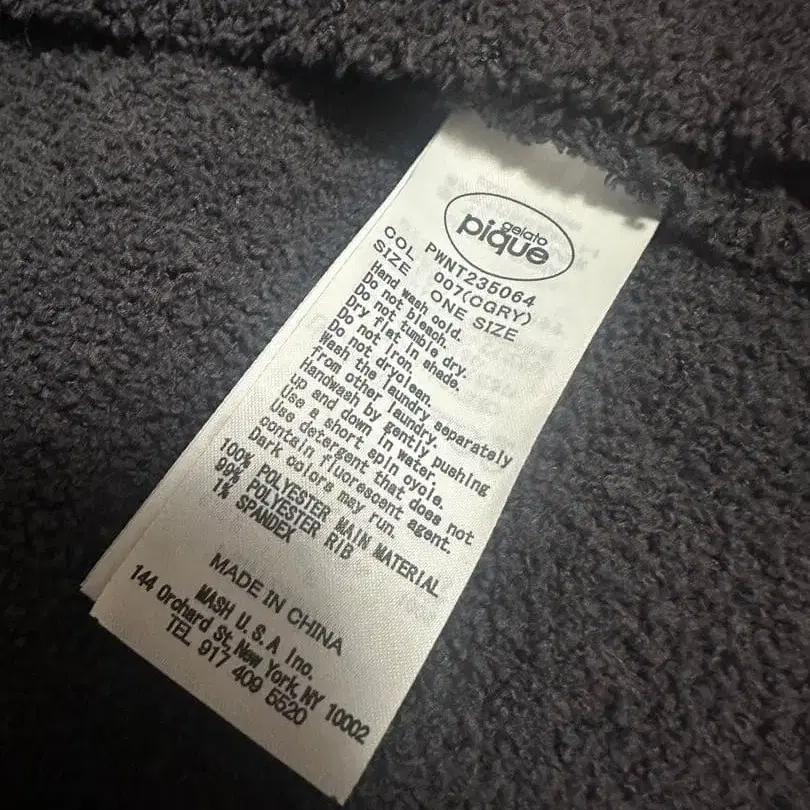 gelato
pique
PWNT235064
COL 007(CGRY)
SIZE ONE SIZE
Hand wash cold.
Do not bleach.
Do not tumble dry.
Dry flat in shade.
Do not iron.
Do not dryclean.
Wash the laundry separately
from other laundry.
Handwash by gently pushing
up and down in water.
Use a short spin cycle.
Use detergent that does not
contain fluorescent agent.
Dark colors may run.
100% POLYESTER MAIN MATERIAL
99% POLYESTER RIB
1% SPANDEX
MADE IN CHINA
MASH U.S.A Inc.
144 Orchard St, New York, NY 10002
TEL 917 409 5520